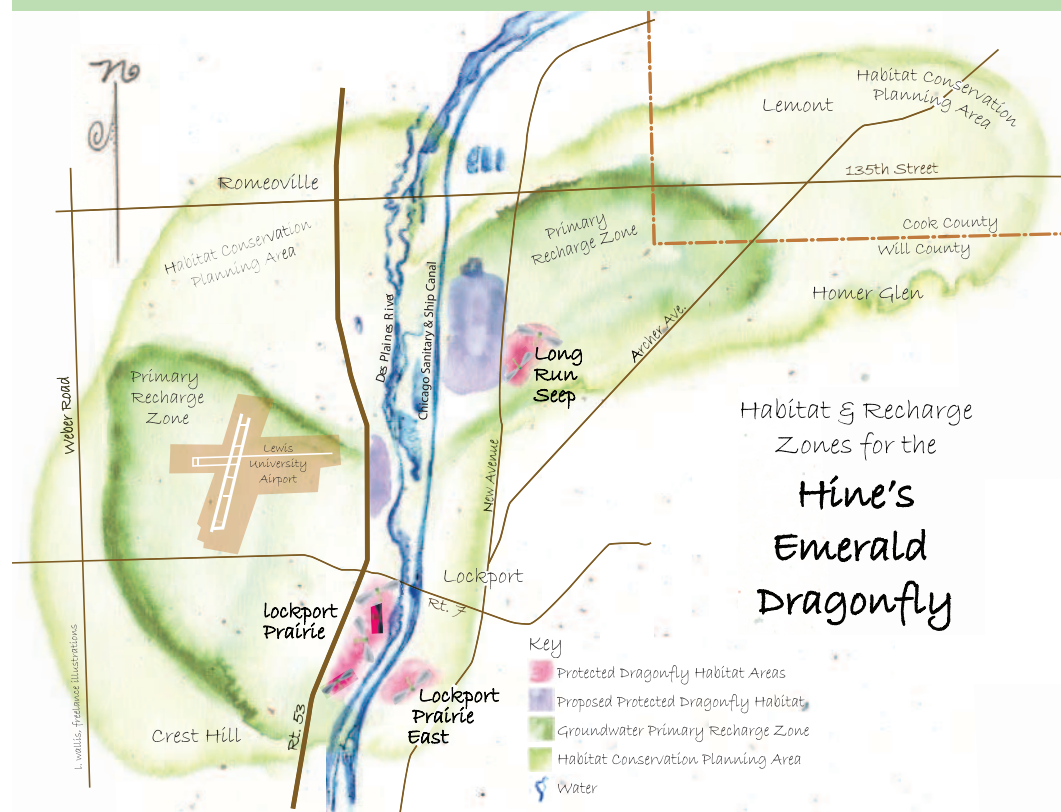 n
Habitat Conservation
Planning Area
Lemont
135th Street
Romeoville
Primary
Recharge Zone
Cook County
Will County
Habitat Conservation
Planning Area
Homer Glen
Des Plaines River
Chicago Sanitary & Ship Canal
Archer Ave.
Long
Run
Seep
Primary
Recharge
Zone
Weber Road
Lewis
University
Airport
New Avenue
Habitat & Recharge
Zones for the
Hine's
Emerald
Dragonfly
Lockport
Rt. 7
lockport
Prairie
Lockport
Prairie
East
Crest Hill
Rt. 53
L. wallis, freelance illustrations
Key
Protected Dragonfly Habitat Areas
Proposed Protected Dragonfly Habitat
Groundwater Primary Recharge Zone
Habitat Conservation Planning Area
Water